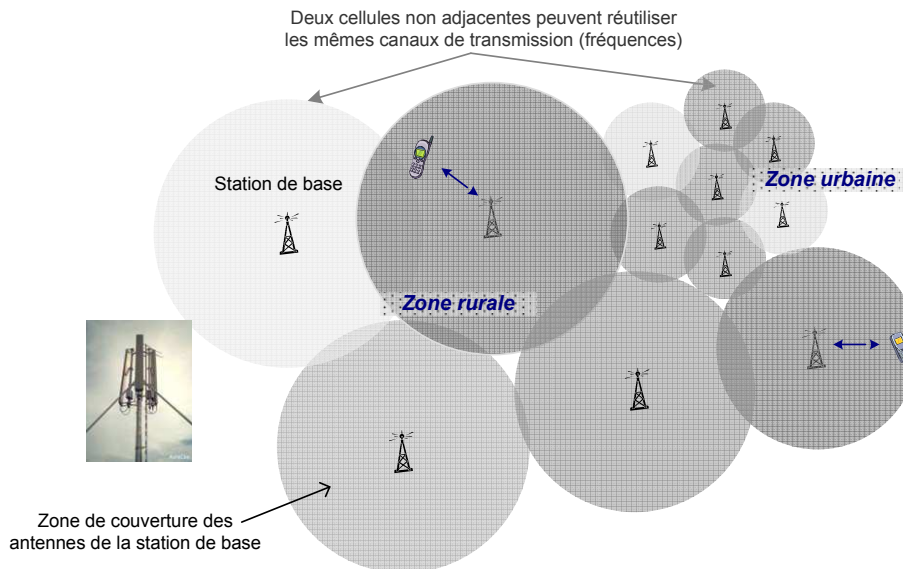 Deux cellules non adjacentes peuvent réutiliser
les mêmes canaux de transmission (fréquences)
Station de base
Zone urbaine
Zone rurale
Zone de couverture des
antennes de la station de base